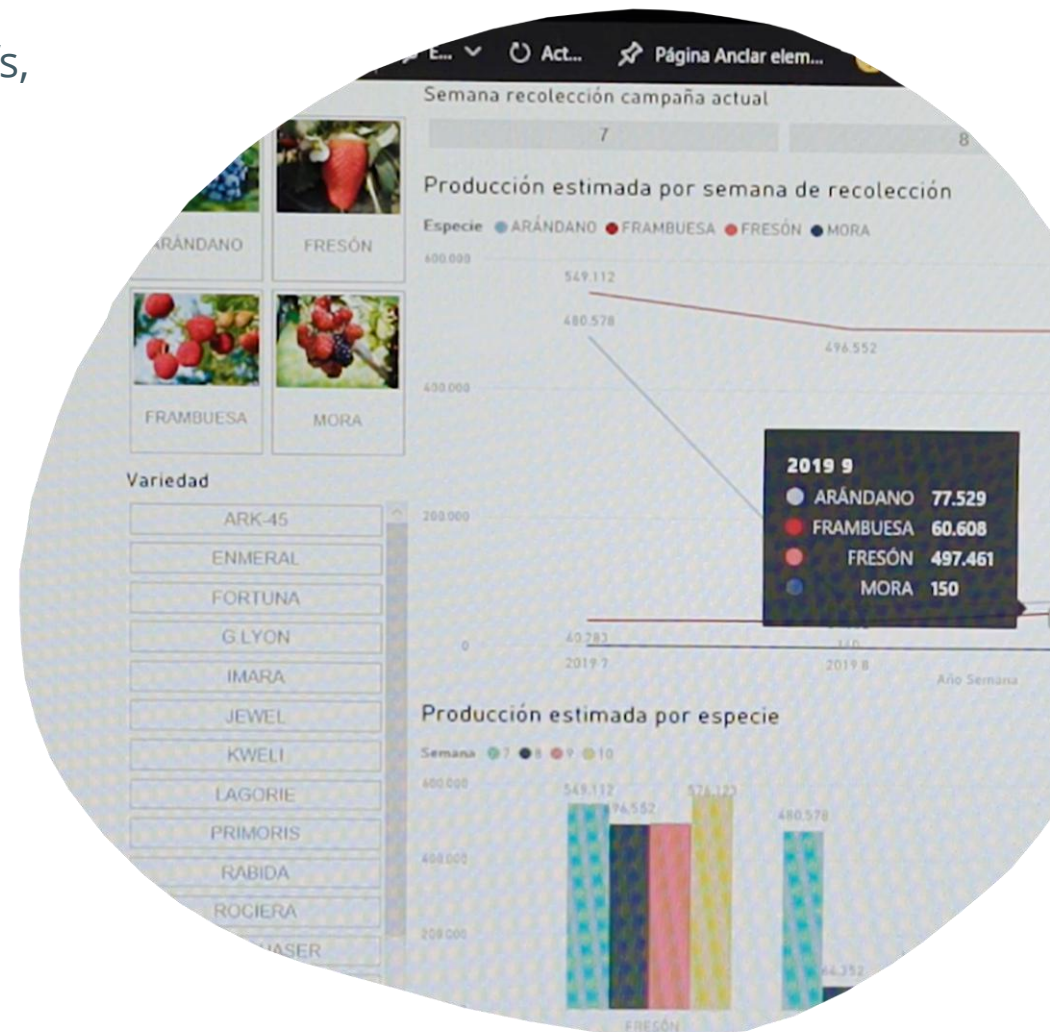 s,
E... Act... Página Anclar elem...
Semana recolección campaña actual
7 8
Producción estimada por semana de recolección
Especie ARÁNDANO FRAMBUESA FRESÓN MORA
ARÁNDANO FRESÓN
FRAMBUESA MORA
600.000
549.112
480.578
496.552
400.000
200.000
0
40.283
2019 7 2019 8
Año Semana
2019 9
ARÁNDANO 77.529
FRAMBUESA 60.608
FRESÓN 497.461
MORA 150
Variedad
ARK-45
ENMERAL
FORTUNA
G.LYON
IMARA
JEWEL
KWELI
LAGORIE
PRIMORIS
RABIDA
ROCIERA
Producción estimada por especie
Semana 7 8 9 10
600.000
549.112 576.123
480.578
400.000
200.000
FRESÓN